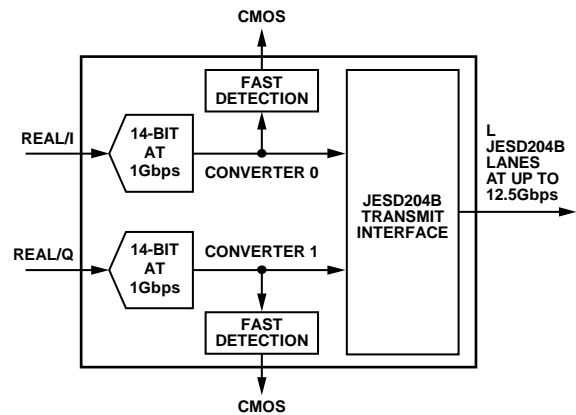 CMOS
FAST
DETECTION
REAL/I
14-BIT
AT
1Gbps
CONVERTER 0
L
JESD204B
LANES
AT UP TO
12.5Gbps
JESD204B
TRANSMIT
INTERFACE
REAL/Q
14-BIT
AT
1Gbps
CONVERTER 1
FAST
DETECTION
CMOS